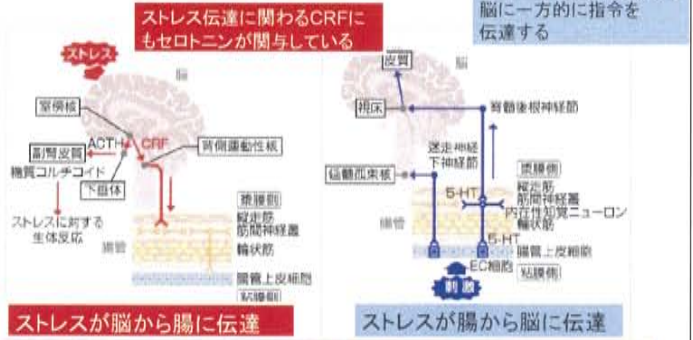 ストレス伝達に関わるCRFに
もセロトニンが関与している
ストレス
脳
室傍核
ACTH
CRF
背側運動性核
副腎皮質
糖質コルチコイド
下垂体
ストレスに対する
生体反応
漿膜側
縦走筋
筋間神経叢
輪状筋
腸管
腸管上皮細胞
粘膜側
ストレスが脳から腸に伝達
脳に一方的に指令を
伝達する
皮質
脳
視床
脊髄後根神経節
迷走神経
下神経節
延髄孤束核
漿膜側
縦走筋
5-HT
筋間神経叢
内在性知覚ニューロン
輪状筋
腸管
5-HT
腸管上皮細胞
EC細胞
粘膜側
刺激
ストレスが腸から脳に伝達